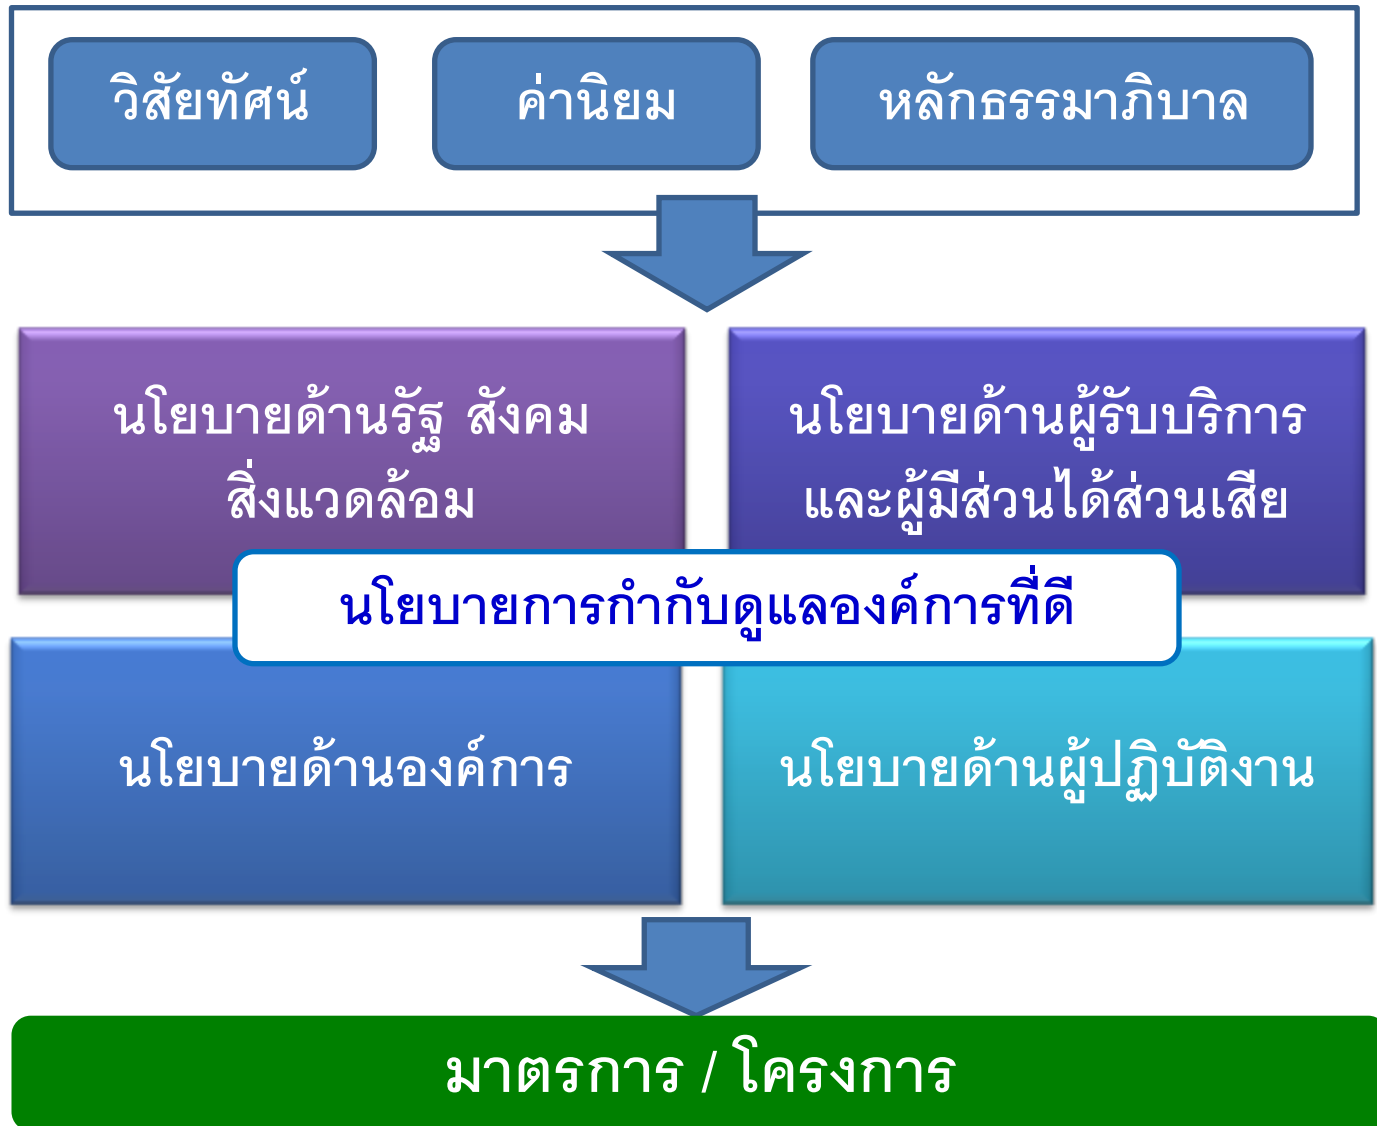 วิสัยทัศน์
ค่านิยม
หลักธรรมาภิบาล
นโยบายด้านรัฐ สังคม
สิ่งแวดล้อม
นโยบายด้านผู้รับบริการ
และผู้มีส่วนได้ส่วนเสีย
นโยบายการกำกับดูแลองค์การที่ดี
นโยบายด้านองค์การ
นโยบายด้านผู้ปฏิบัติงาน
มาตรการ / โครงการ